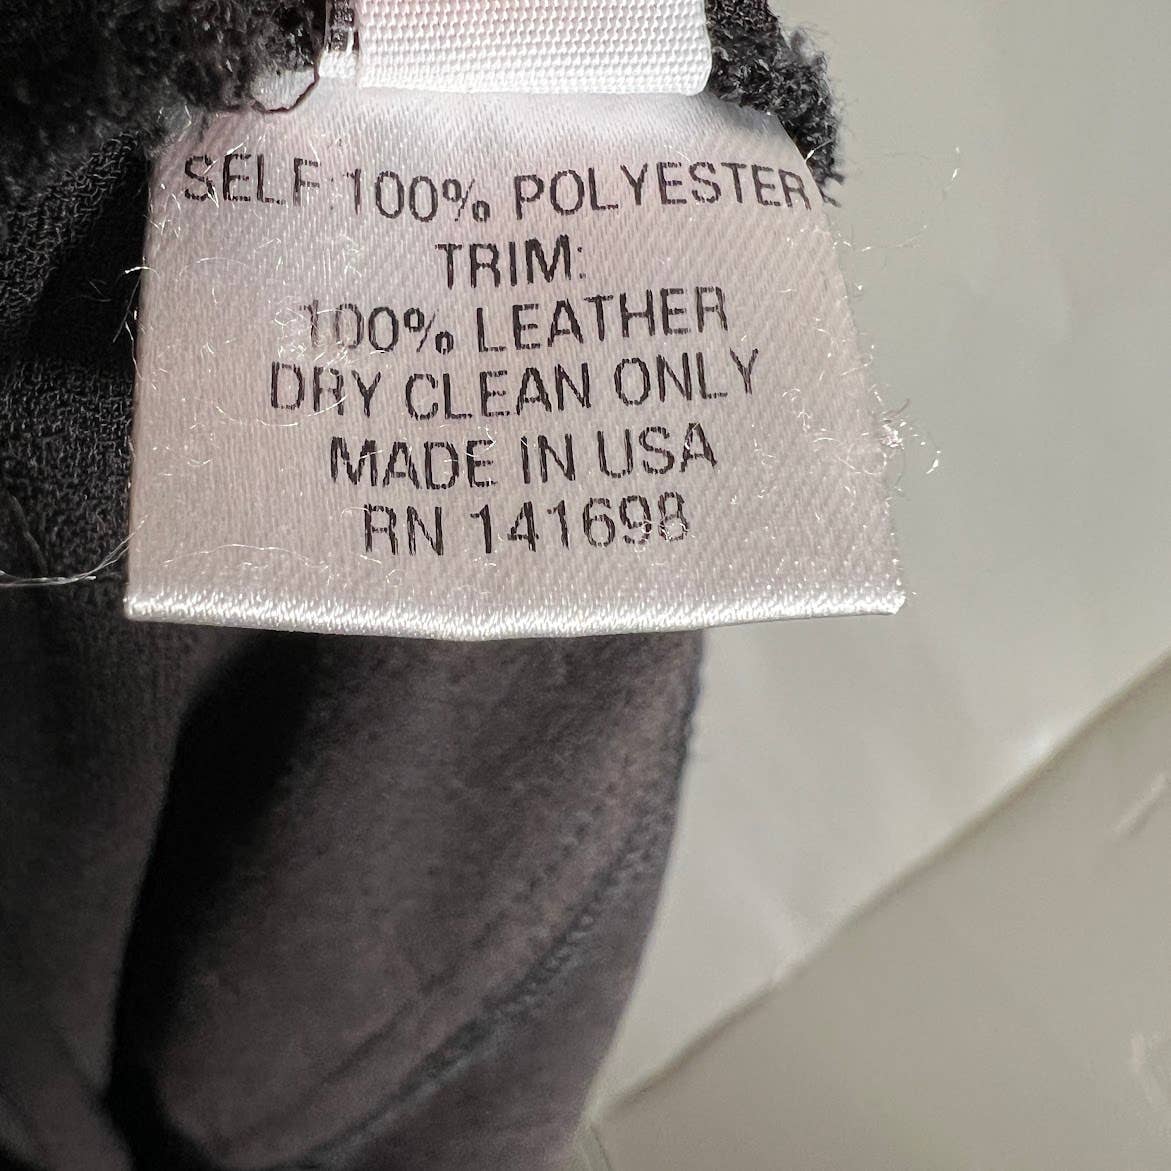 SELF: 100% POLYESTER
TRIM:
100% LEATHER
DRY CLEAN ONLY
MADE IN USA
RN 141698